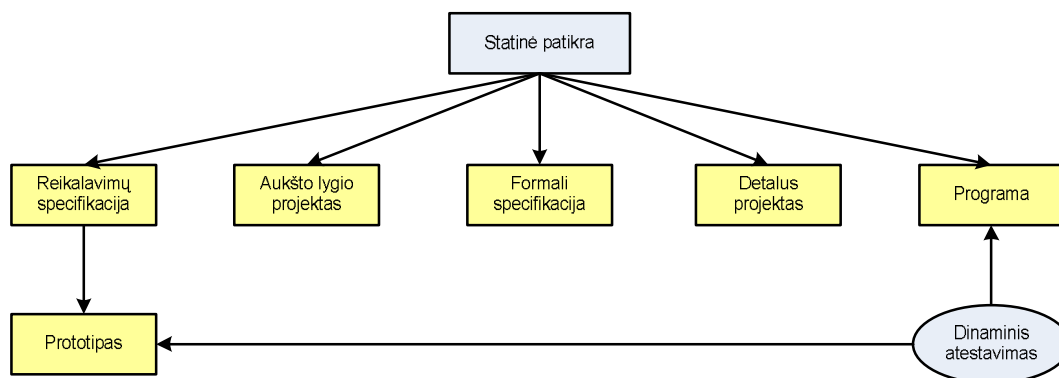 Statinė patikra
Reikalavimų
specifikacija
Aukšto lygio
projektas
Formali
specifikacija
Detalus
projektas
Programa
Prototipas
Dinaminis
atestavimas